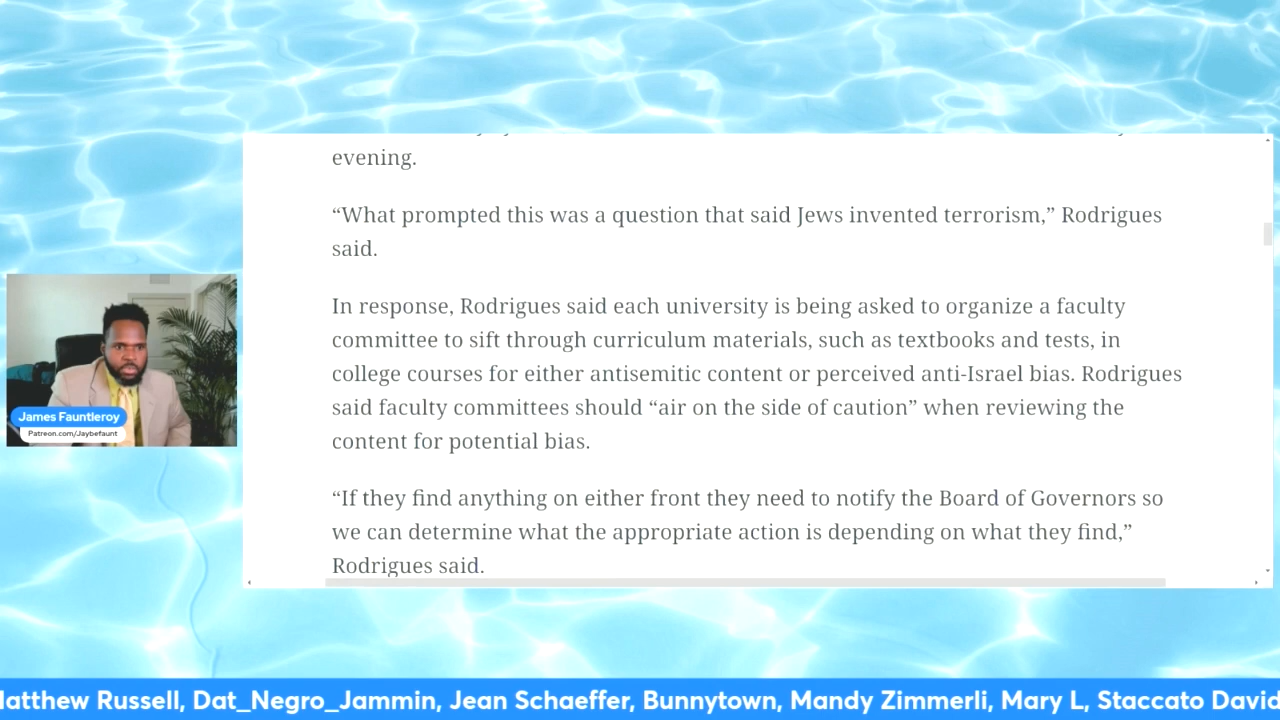 evening.
“What prompted this was a question that said Jews invented terrorism,” Rodrigues
said.
In response, Rodrigues said each university is being asked to organize a faculty
committee to sift through curriculum materials, such as textbooks and tests, in
college courses for either antisemitic content or perceived anti-Israel bias. Rodrigues
said faculty committees should “air on the side of caution” when reviewing the
content for potential bias.
“If they find anything on either front they need to notify the Board of Governors so
we can determine what the appropriate action is depending on what they find,”
Rodrigues said.
James Fauntleroy
Patreon.com/Jaybefaunt
Russell, Dat_Negro_Jammin, Jean Schaeffer, Bunnytown, Mandy Zimmerli, Mary L, Staccato